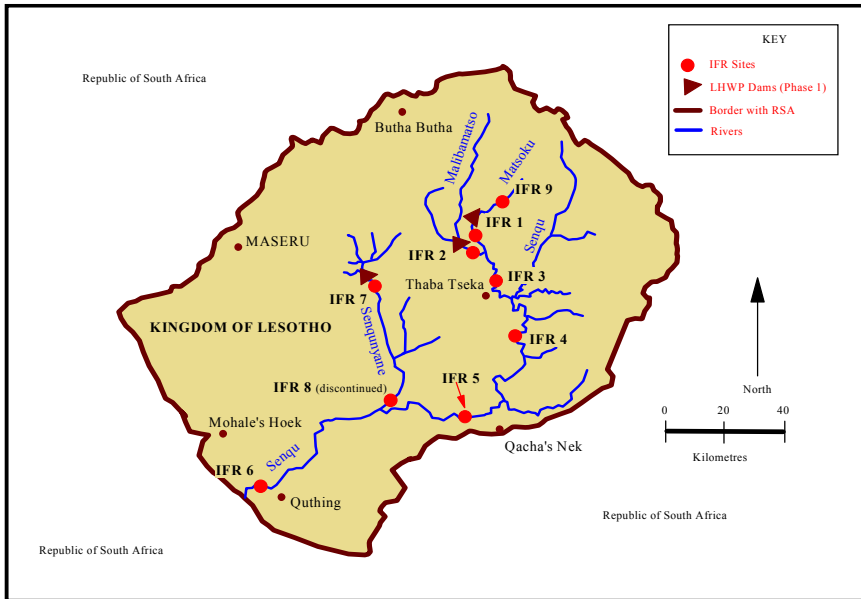 KEY
IFR Sites
LHWP Dams (Phase 1)
Border with RSA
Rivers
Republic of South Africa
Butha Butha
Malibamatso
Matsoku
IFR 9
IFR 1
Senqu
MASERU
IFR 2
IFR 3
Thaba Tseka
IFR 7
KINGDOM OF LESOTHO
Senqunyane
IFR 4
IFR 5
IFR 8 (discontinued)
North
0 20 40
Kilometres
Mohale's Hoek
Qacha's Nek
Senqu
IFR 6
Quthing
Republic of South Africa
Republic of South Africa